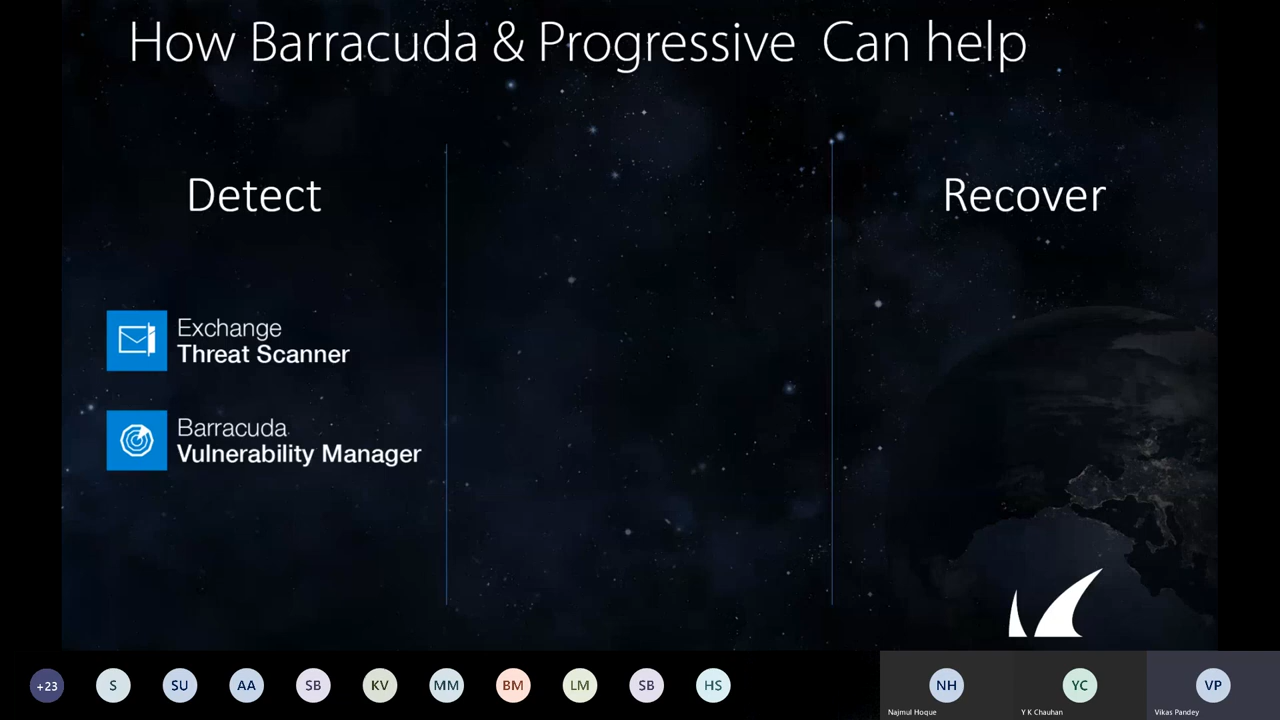 How Barracuda & Progressive Can help
Detect
Recover
Exchange
Threat Scanner
Barracuda
Vulnerability Manager
+23
S
SU
AA
SB
KV
MM
BM
LM
SB
HS
NH
YC
VP
Najmul Hoque
Y K Chauhan
Vikas Pandey